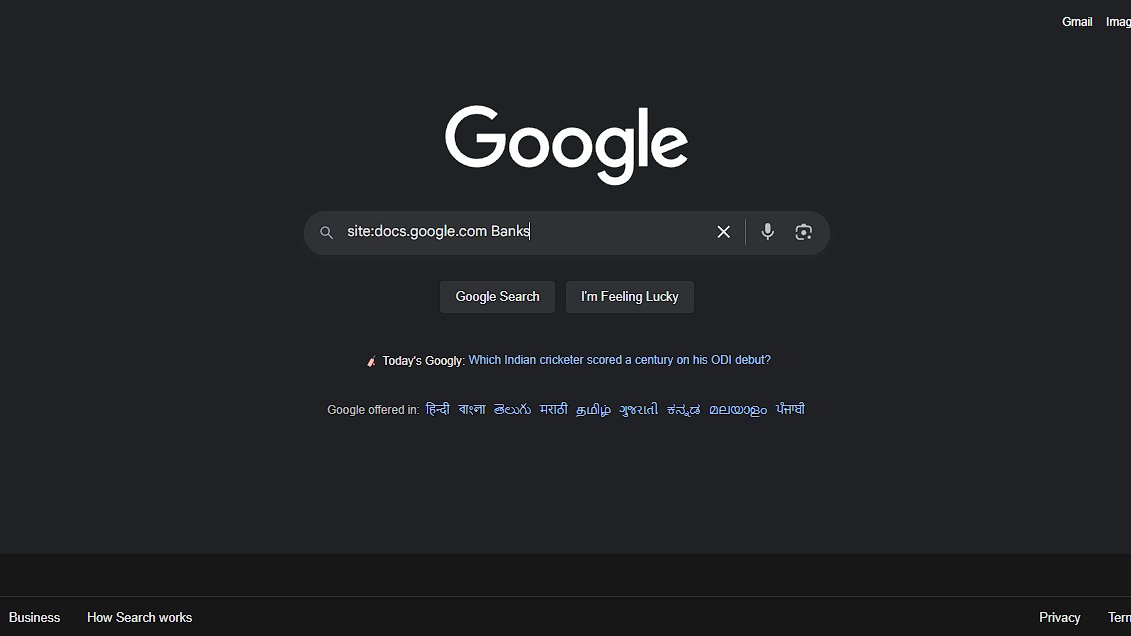 Gmail Imag
Google
site:docs.google.com Banks
Google Search I'm Feeling Lucky
Today's Googly: Which Indian cricketer scored a century on his ODI debut?
Google offered in: हिन्दी বাংলা తెలుగు मराठी தமிழ் ગુજરાતી ಕನ್ನಡ മലയാളം ਪੰਜਾਬੀ
Business How Search works Privacy Tern